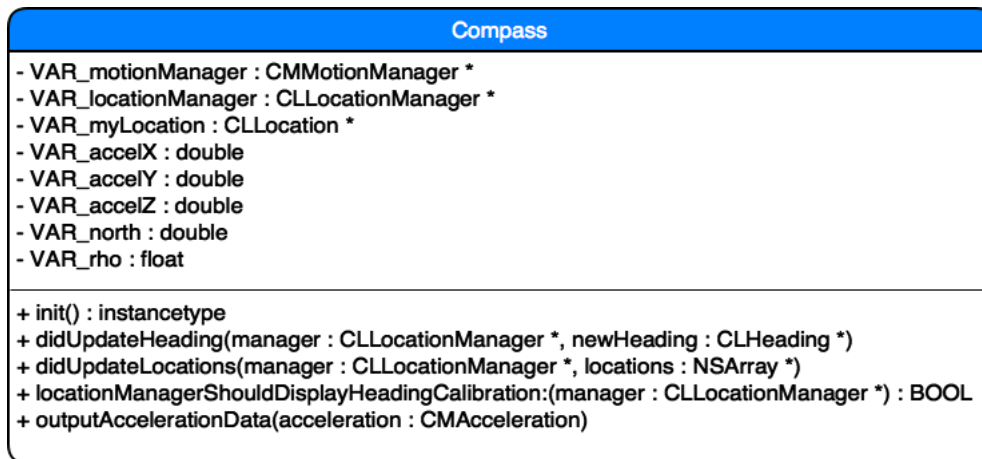 Compass
- VAR_motionManager : CMMotionManager *
- VAR_locationManager : CLLocationManager *
- VAR_myLocation : CLLocation *
- VAR_accelX : double
- VAR_accelY : double
- VAR_accelZ : double
- VAR_north : double
- VAR_rho : float
+ init() : instancetype
+ didUpdateHeading(manager : CLLocationManager *, newHeading : CLHeading *)
+ didUpdateLocations(manager : CLLocationManager *, locations : NSArray *)
+ locationManagerShouldDisplayHeadingCalibration:(manager : CLLocationManager *) : BOOL
+ outputAccelerationData(acceleration : CMAcceleration)